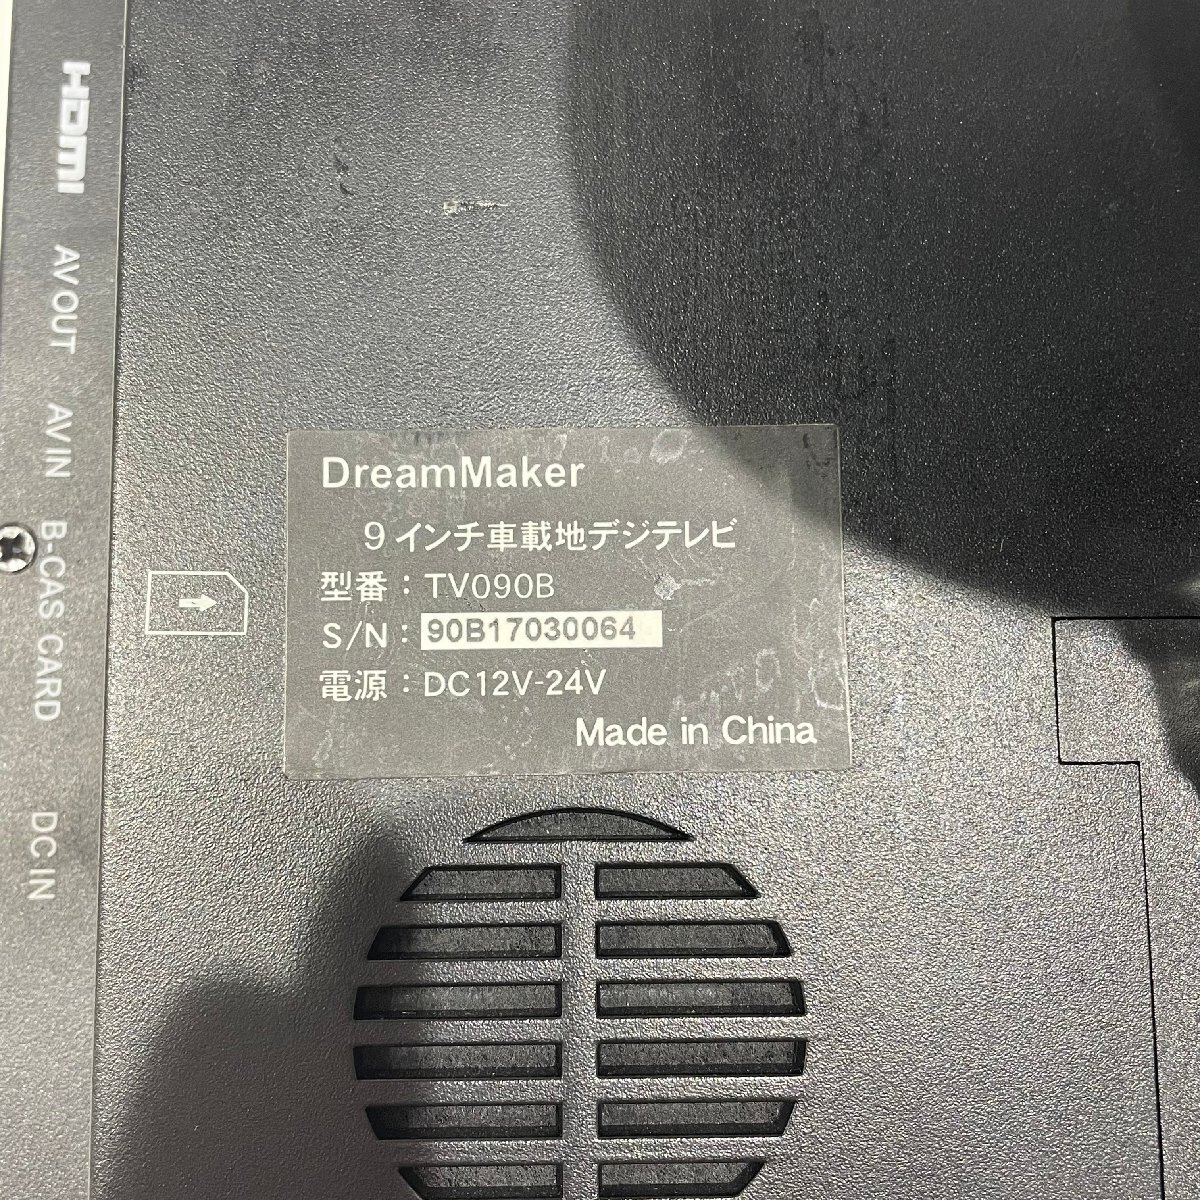 HDMI
AV OUT
AV IN
B-CAS CARD
DC IN
DreamMaker
9インチ車載地デジテレビ
型番：TV090B
S/N：90B17030064
電源：DC12V-24V
Made in China